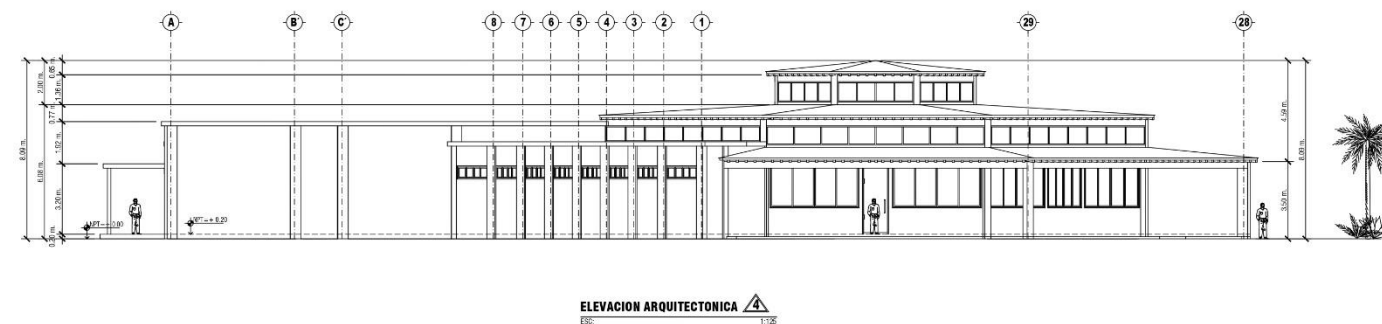 A B' C' 8 7 6 5 4 3 2 1 29 28
0.65 m.
2.00 m.
1.36 m.
0.77 m.
8.09 m.
1.92 m.
6.08 m.
3.20 m.
0.20 m.
4.59 m.
8.09 m.
3.50 m.
NPT=± 0.00
NPT=+ 0.20
ELEVACION ARQUITECTONICA 4
ESC: 1:125